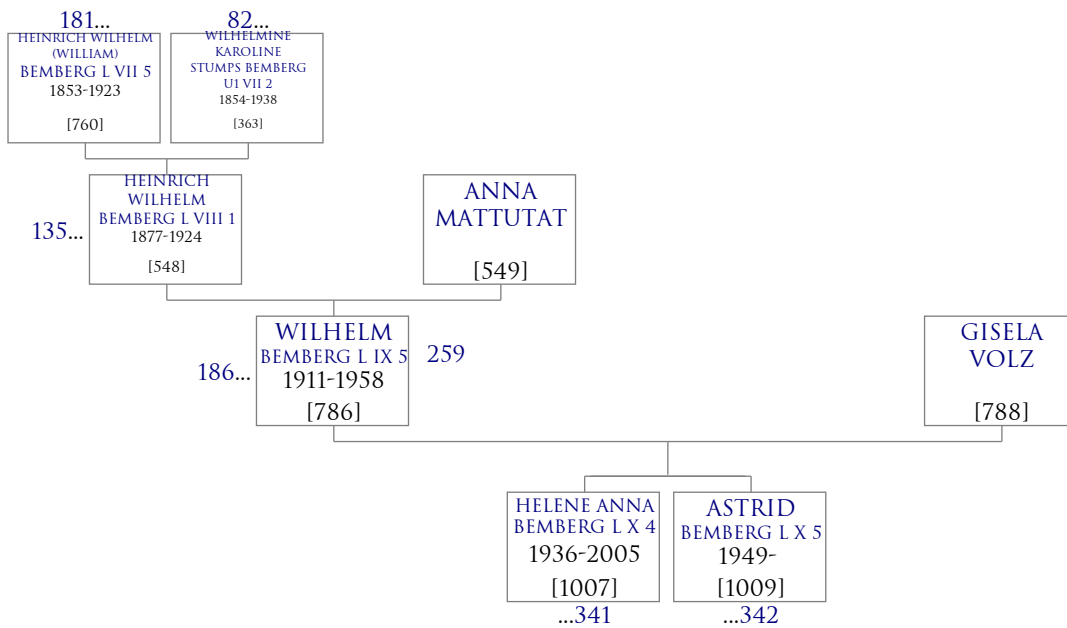 181...
HEINRICH WILHELM
(WILLIAM)
BEMBERG L VII 5
1853-1923
[760]
82...
WILHELMINE
KAROLINE
STUMPS BEMBERG
U1 VII 2
1854-1938
[363]
135...
HEINRICH
WILHELM
BEMBERG L VIII 1
1877-1924
[548]
ANNA
MATTUTAT
[549]
186...
WILHELM
BEMBERG L IX 5
1911-1958
[786]
259
GISELA
VOLZ
[788]
HELENE ANNA
BEMBERG L X 4
1936-2005
[1007]
...341
ASTRID
BEMBERG L X 5
1949-
[1009]
...342